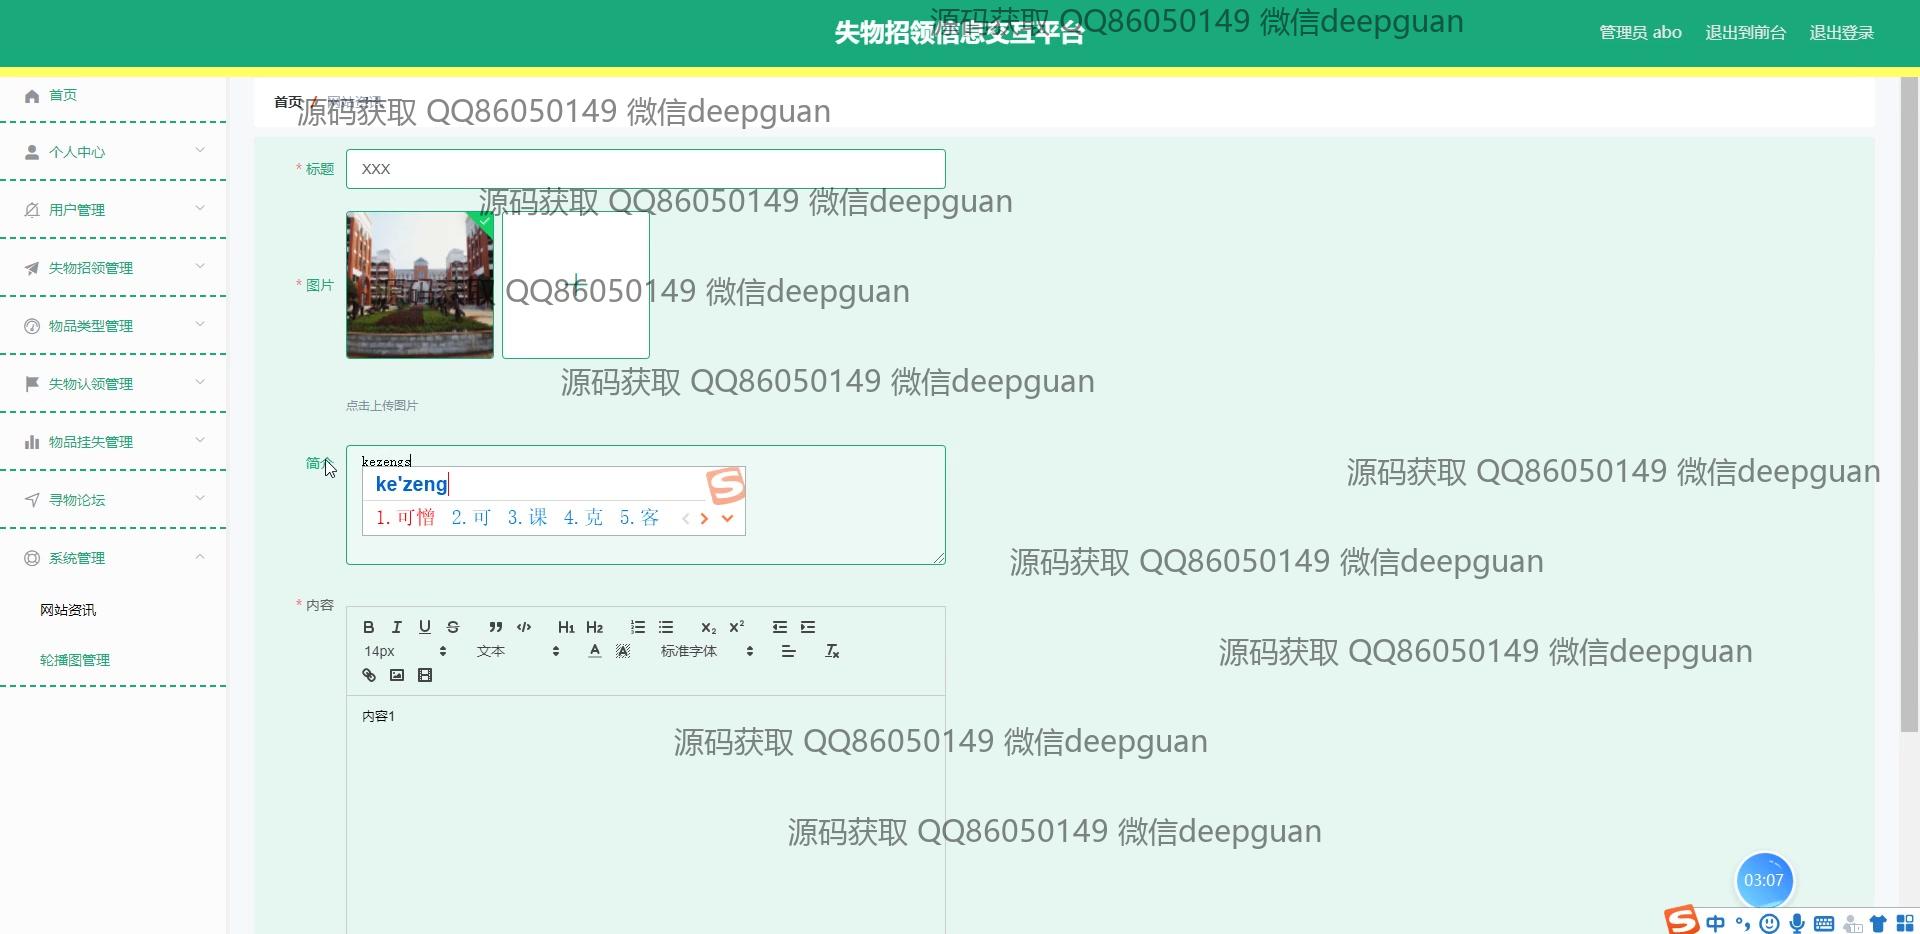 失物招领信息交互平台
源码获取 QQ86050149 微信deepguan
管理员 abo
退出到前台
退出登录
首页
首页 / 网站资讯
源码获取 QQ86050149 微信deepguan
个人中心
* 标题
XXX
用户管理
源码获取 QQ86050149 微信deepguan
失物招领管理
* 图片
源码获取 QQ86050149 微信deepguan
物品类型管理
失物认领管理
源码获取 QQ86050149 微信deepguan
点击上传图片
物品挂失管理
简介
kezengs
ke'zeng
1.可憎 2.可 3.课 4.克 5.客
源码获取 QQ86050149 微信deepguan
寻物论坛
系统管理
源码获取 QQ86050149 微信deepguan
网站资讯
* 内容
B I U S H1 H2 X2 X2
14px 文本 A A 标准字体 Tx
轮播图管理
源码获取 QQ86050149 微信deepguan
内容1
源码获取 QQ86050149 微信deepguan
源码获取 QQ86050149 微信deepguan
03:07
中